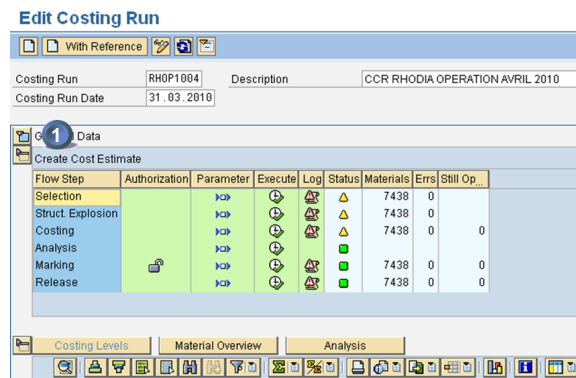 Edit Costing Run
With Reference
Costing Run RHOP1004 Description CCR RHODIA OPERATION AVRIL 2010
Costing Run Date 31.03.2010
1 Data
Create Cost Estimate
Flow Step Authorization Parameter Execute Log Status Materials Errs Still Op...
Selection 7438 0
Struct. Explosion 7438 0
Costing 7438 0 0
Analysis
Marking 7438 0 0
Release 7438 0 0
Costing Levels Material Overview Analysis